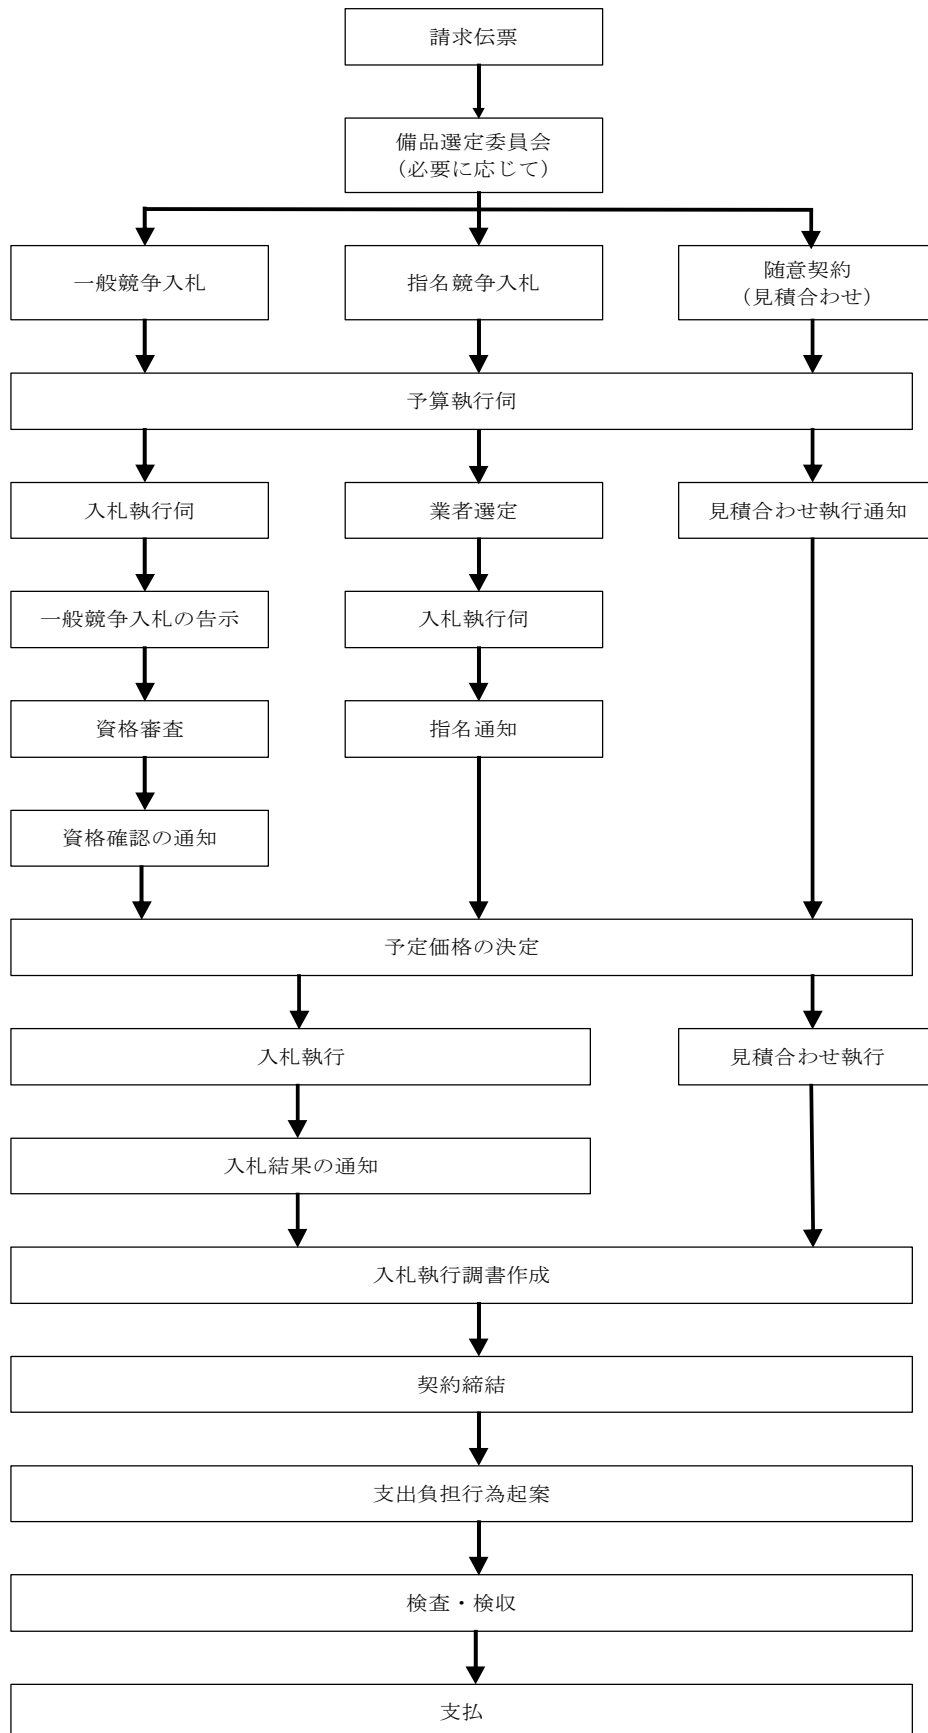 請求伝票
備品選定委員会
（必要に応じて）
一般競争入札
指名競争入札
随意契約
（見積合わせ）
予算執行伺
入札執行伺
業者選定
見積合わせ執行通知
一般競争入札の告示
入札執行伺
資格審査
指名通知
資格確認の通知
予定価格の決定
入札執行
見積合わせ執行
入札結果の通知
入札執行調書作成
契約締結
支出負担行為起案
検査・検収
支払